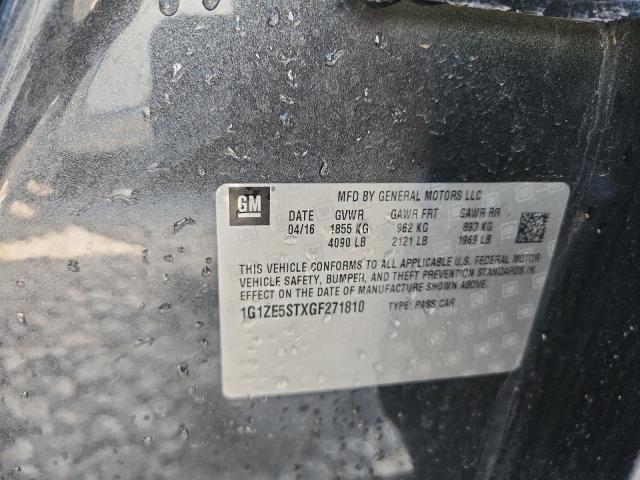 GM
MFD BY GENERAL MOTORS LLC
DATE GVWR GAWR FRT GAWR RR
04/16 1855 KG 962 KG 893 KG
4090 LB 2121 LB 1969 LB
THIS VEHICLE CONFORMS TO ALL APPLICABLE U.S. FEDERAL MOTOR
VEHICLE SAFETY, BUMPER, AND THEFT PREVENTION STANDARDS IN
EFFECT ON THE DATE OF MANUFACTURE SHOWN ABOVE.
1G1ZE5STXGF271810 TYPE: PASS CAR